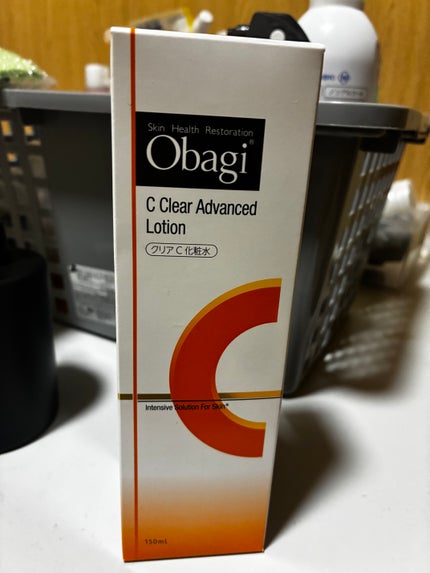 Skin Health Restoration
Obagi®
C Clear Advanced
Lotion
クリアC化粧水
Intensive Solution For Skin*
150mL